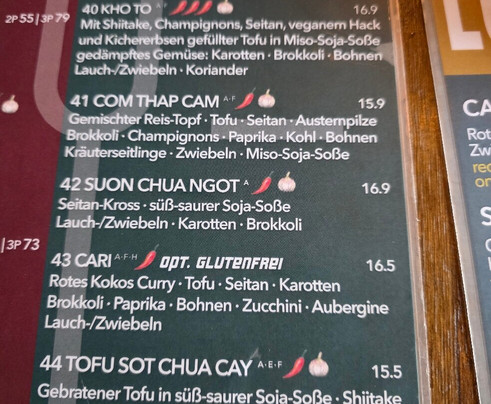 2P 55 | 3P 79
40 KHO TO A F 16.9
Mit Shiitake, Champignons, Seitan, veganem Hack
und Kichererbsen gefüllter Tofu in Miso-Soja-Soße
gedämpftes Gemüse: Karotten · Brokkoli · Bohnen
Lauch-/Zwiebeln · Koriander
41 COM THAP CAM A·F 15.9
Gemischter Reis-Topf · Tofu · Seitan · Austernpilze
Brokkoli · Champignons · Paprika · Kohl · Bohnen
Kräuterseitlinge · Zwiebeln · Miso-Soja-Soße
42 SUON CHUA NGOT A 16.9
Seitan-Kross · süß-saurer Soja-Soße
Lauch-/Zwiebeln · Karotten · Brokkoli
| 3P 73
43 CARI A·F·H OPT. GLUTENFREI 16.5
Rotes Kokos Curry · Tofu · Seitan · Karotten
Brokkoli · Paprika · Bohnen · Zucchini · Aubergine
Lauch-/Zwiebeln
44 TOFU SOT CHUA CAY A·E·F 15.5
Gebratener Tofu in süß-saurer Soja-Soße · Shiitake
CA
Rote
Zw